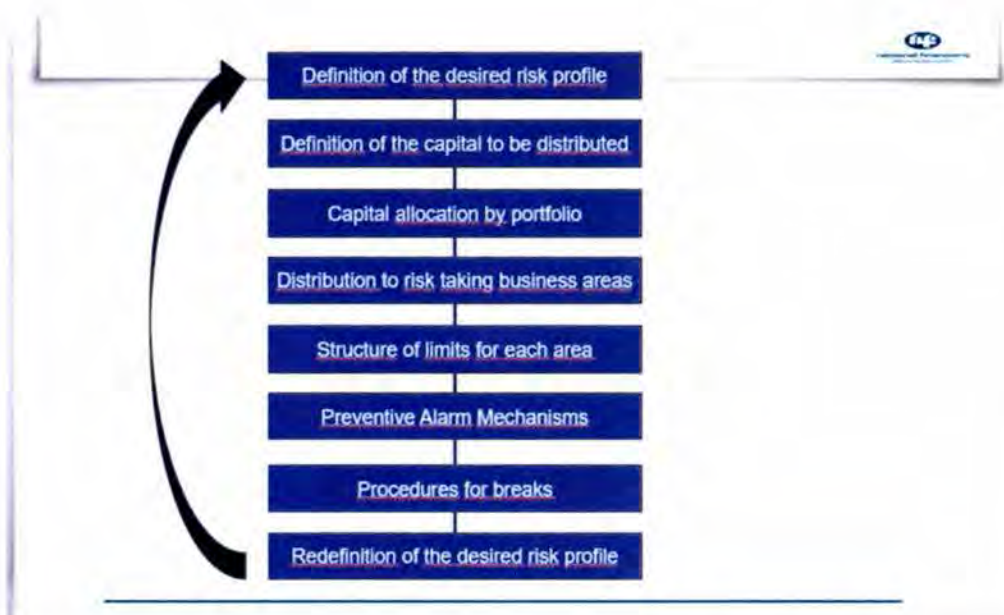 Definition of the desired risk profile
Definition of the capital to be distributed
Capital allocation by portfolio
Distribution to risk taking business areas
Structure of limits for each area
Preventive Alarm Mechanisms
Procedures for breaks
Redefinition of the desired risk profile